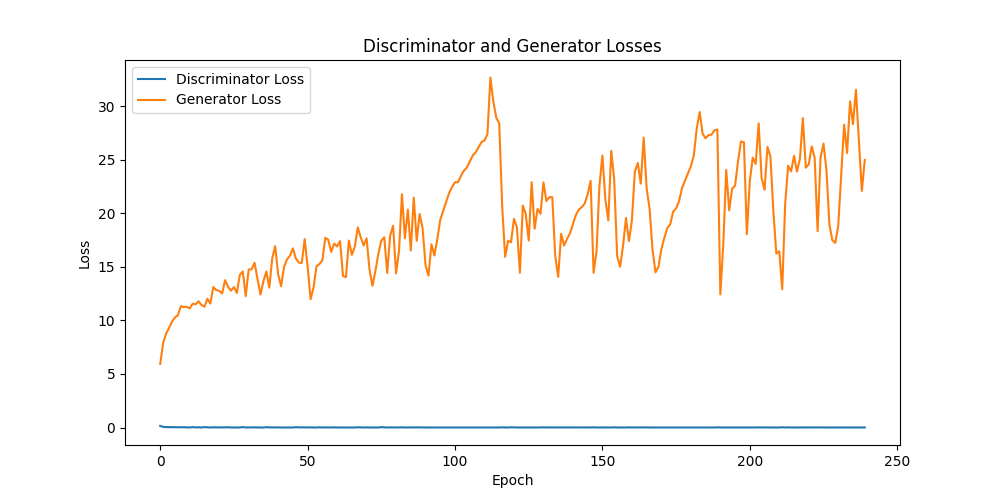 Discriminator and Generator Losses
Discriminator Loss
Generator Loss
30
25
20
15
10
5
0
Loss
0 50 100 150 200 250
Epoch